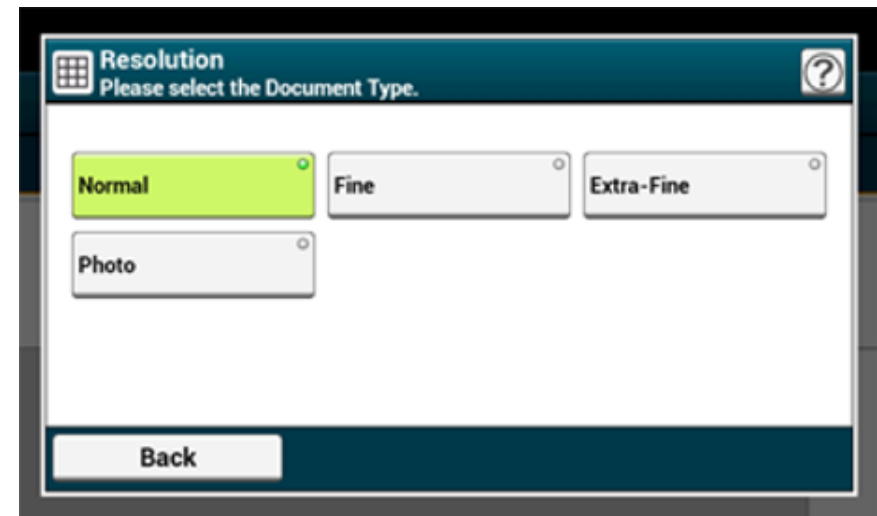 Resolution
Please select the Document Type.
?
Normal
Fine
Extra-Fine
Photo
Back